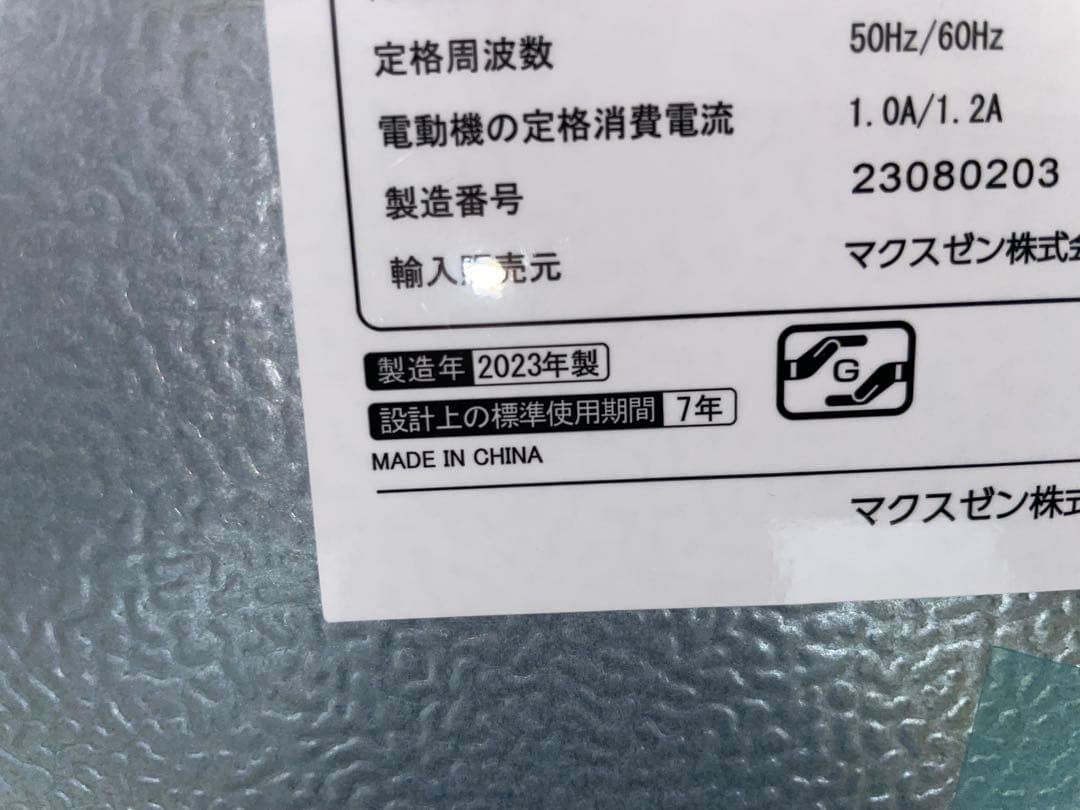 定格周波数 50Hz/60Hz
電動機の定格消費電流 1.0A/1.2A
製造番号 23080203
輸入販売元 マクスゼン株式会
製造年 2023年製
G
設計上の標準使用期間 7年
MADE IN CHINA
マクスゼン株式